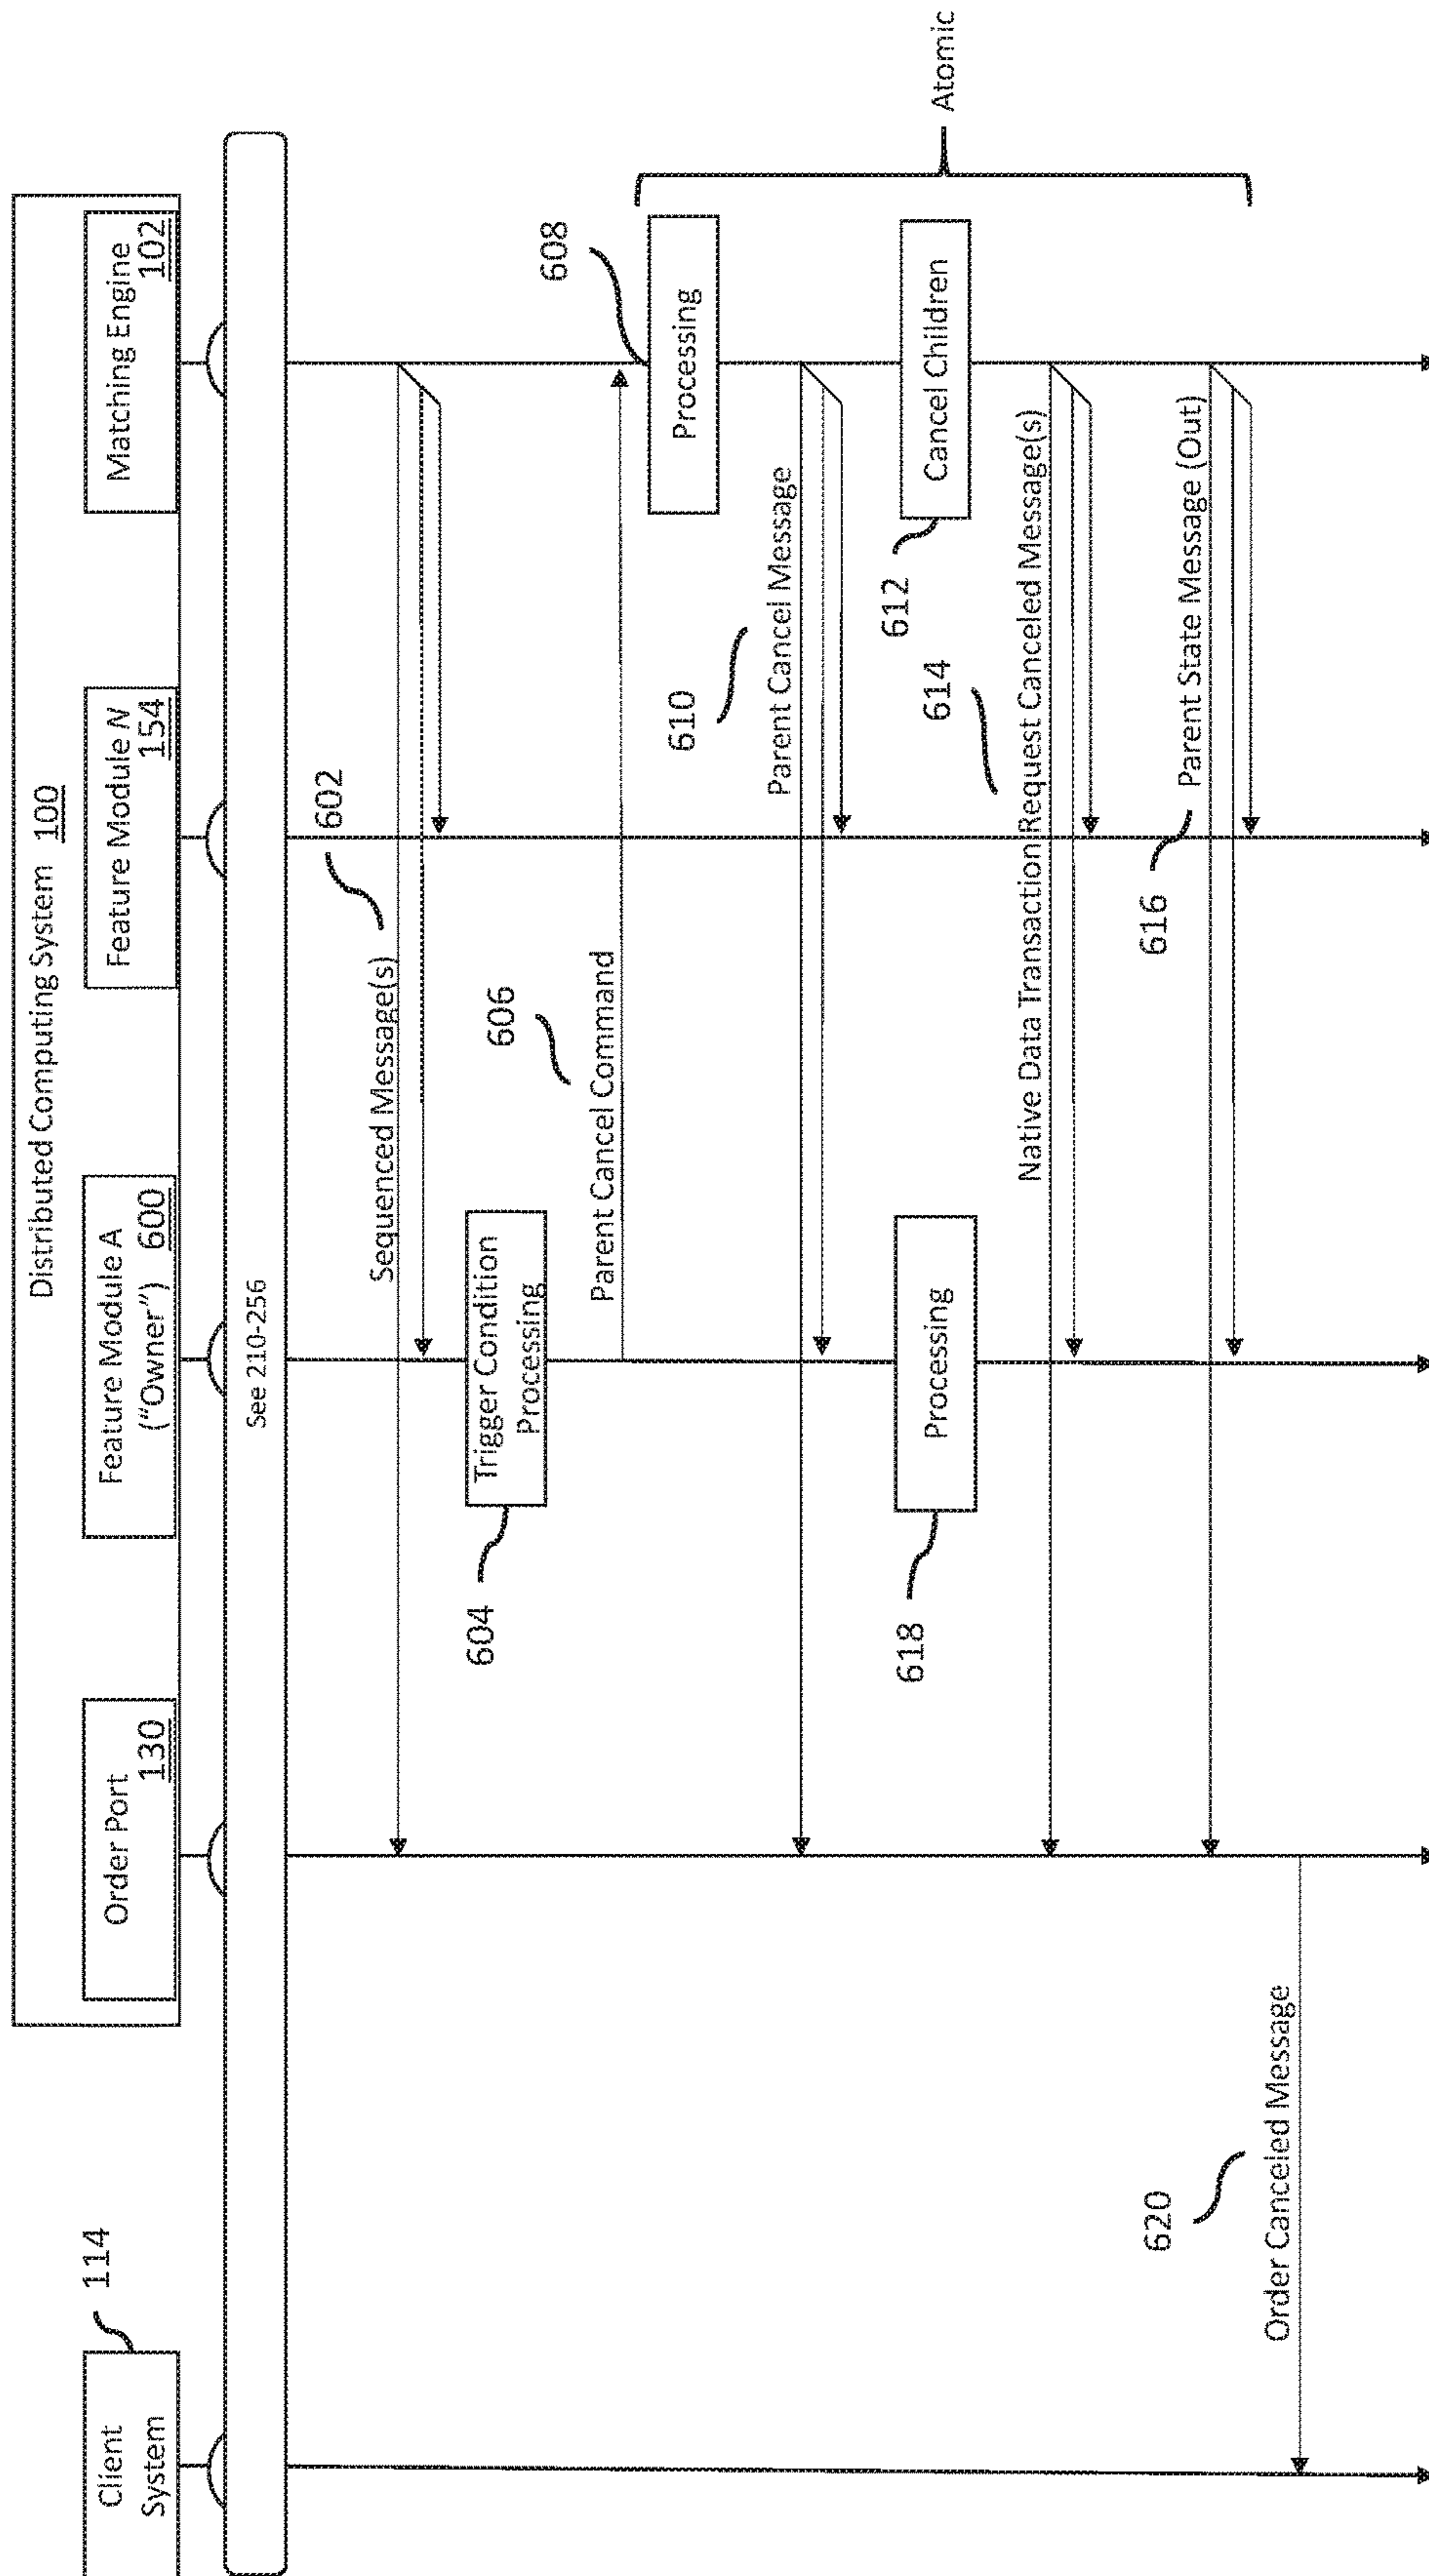 Distributed Computing System 100
Client
System
114
Order Port
130
Feature Module A
("Owner") 600
Feature Module N
154
Matching Engine
102
See 210-256
Sequenced Message(s)
602
Trigger Condition
Processing
604
Parent Cancel Command
606
608
Processing
Parent Cancel Message
610
Cancel Children
612
Processing
618
Native Data Transaction Request Canceled Message(s)
614
Parent State Message (Out)
616
Order Canceled Message
620
Atomic